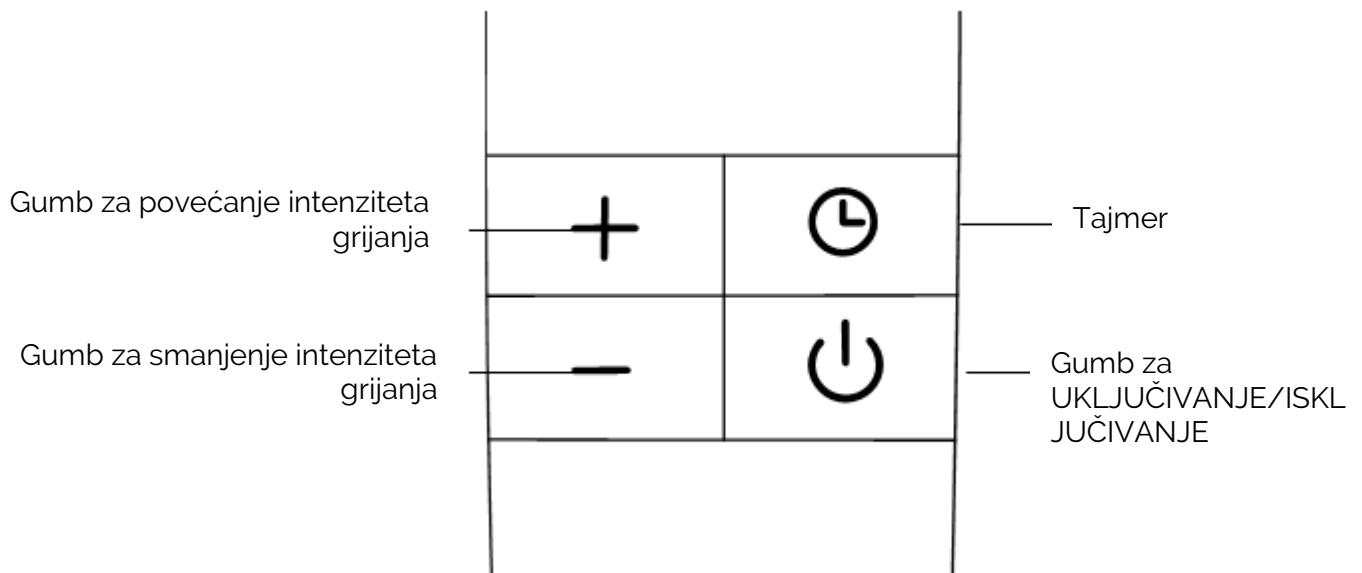 Gumb za povećanje intenziteta
grijanja
Tajmer
Gumb za smanjenje intenziteta
grijanja
Gumb za
UKLJUČIVANJE/ISKL
JUČIVANJE